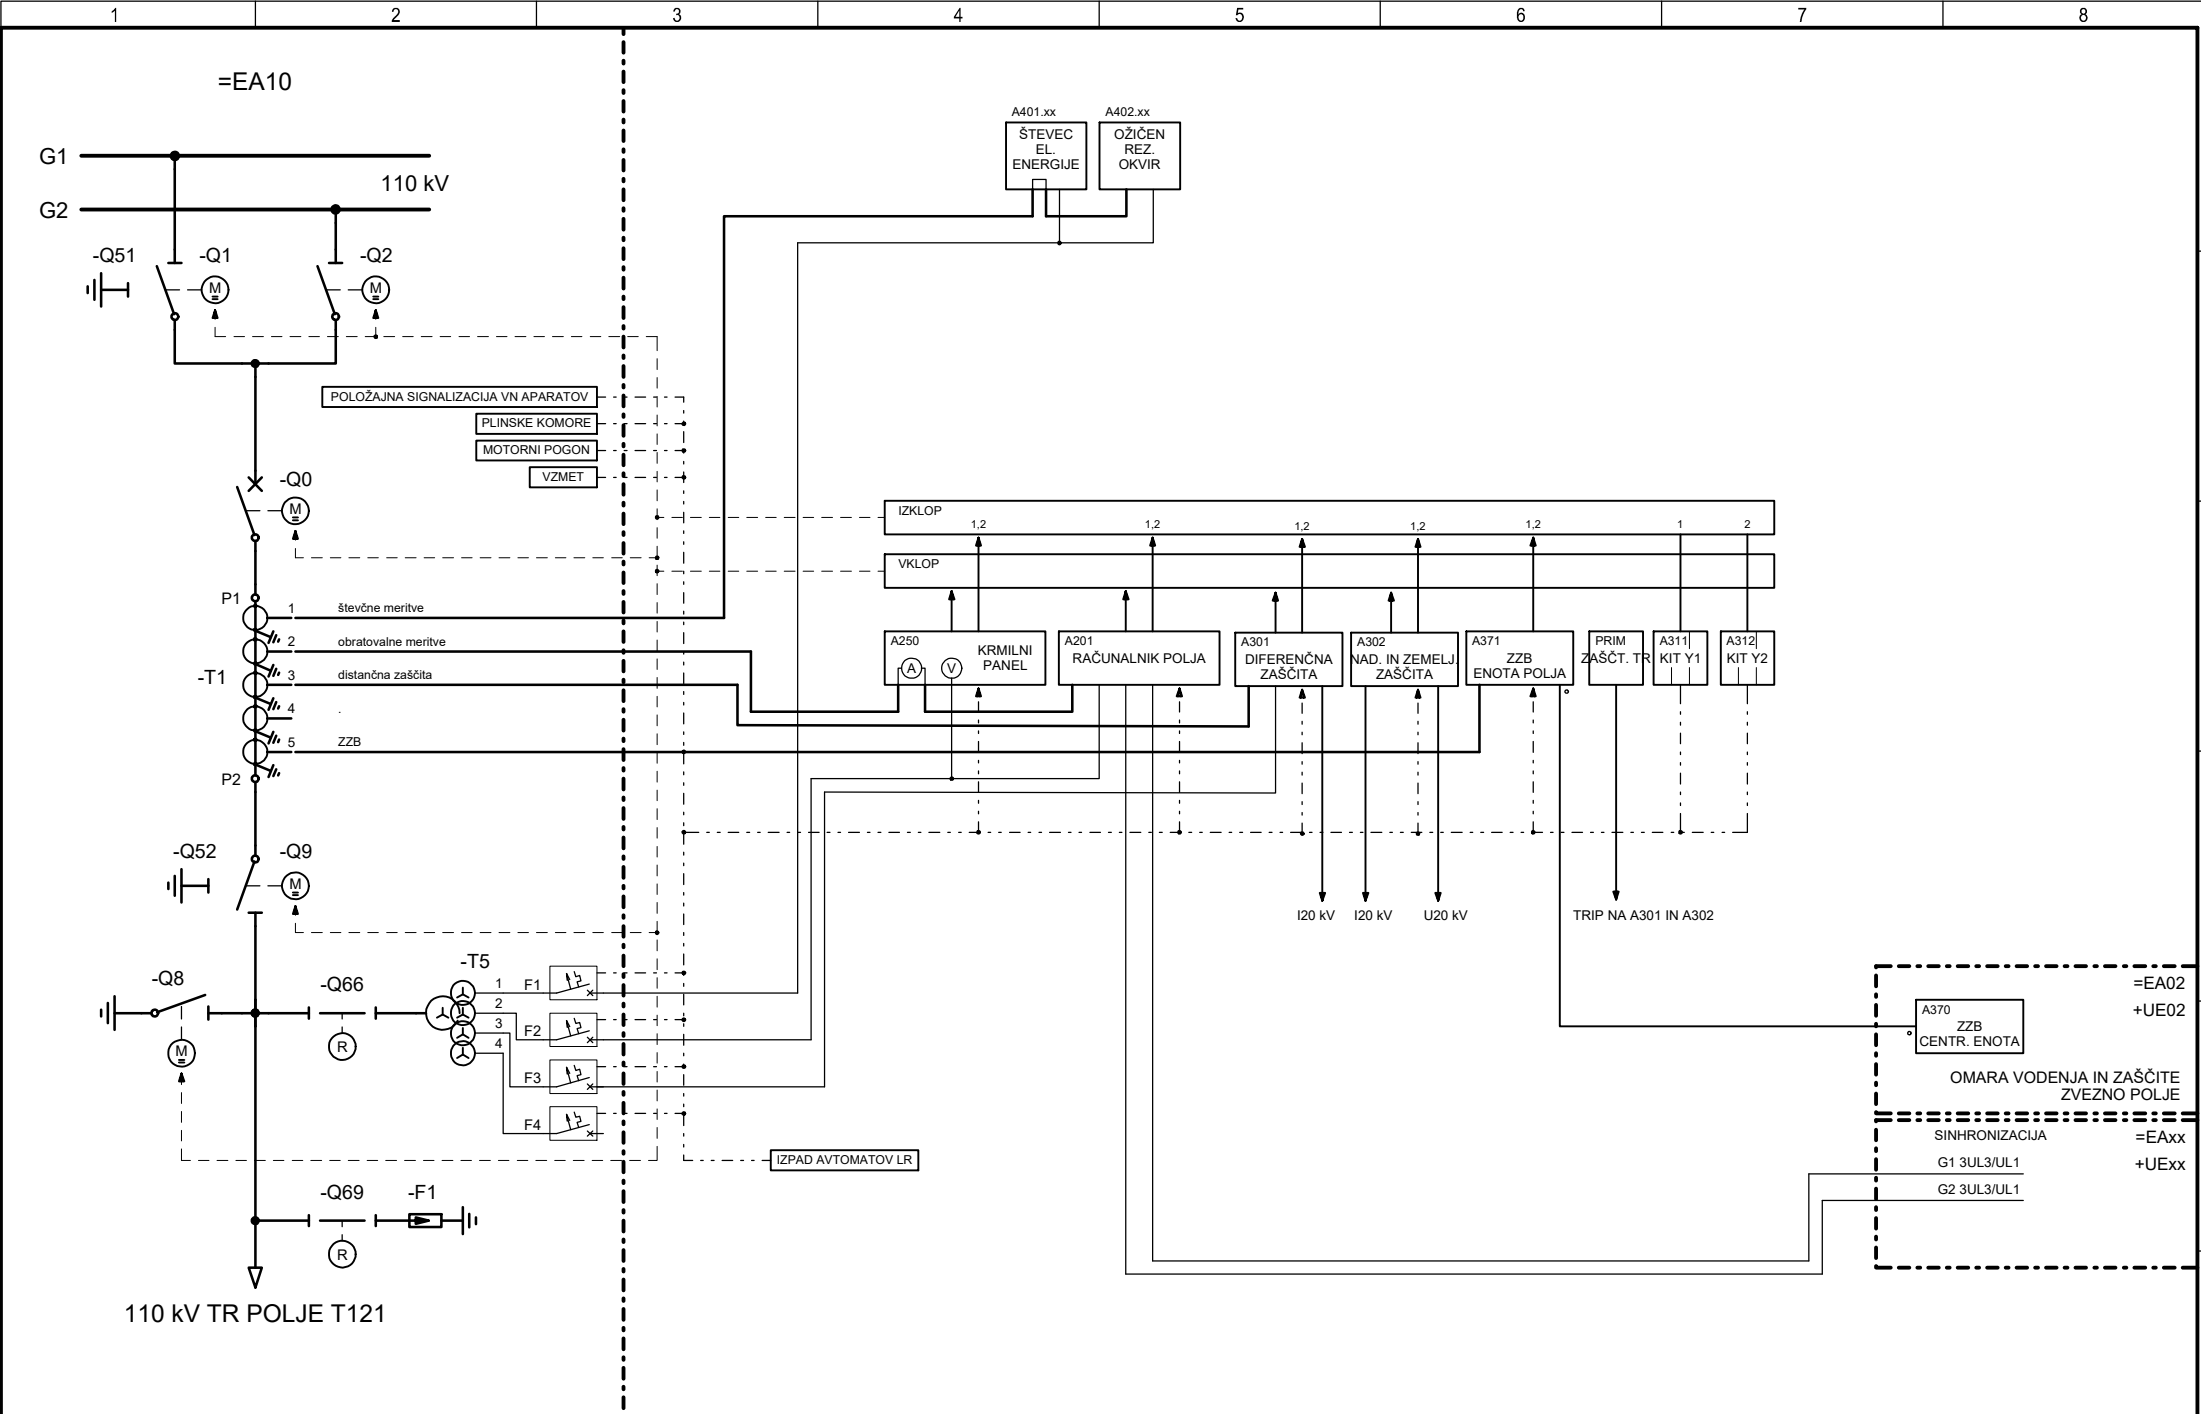 1 2 3 4 5 6 7 8
=EA10
G1
110 kV
G2
-Q51
-Q1
-Q2
M
M
A401.xx
ŠTEVEC
EL.
ENERGIJE
A402.xx
OŽIČEN
REZ.
OKVIR
POLOŽAJNA SIGNALIZACIJA VN APARATOV
PLINSKE KOMORE
MOTORNI POGON
VZMET
-Q0
M
IZKLOP
1,2 1,2 1,2 1,2 1,2 1 2
VKLOP
P1
-T1
P2
1 števčne meritve
2 obratovalne meritve
3 distančna zaščita
4 .
5 ZZB
A250
KRMILNI
PANEL
A V
A201
RAČUNALNIK POLJA
A301
DIFERENČNA
ZAŠČITA
A302
NAD. IN ZEMELJ.
ZAŠČITA
A371
ZZB
ENOTA POLJA
PRIM
ZAŠČT. TR
A311
KIT Y1
A312
KIT Y2
-Q52
-Q9
M
I20 kV
I20 kV
U20 kV
TRIP NA A301 IN A302
-Q8
M
-Q66
R
-T5
1 F1
2
F2
3
F3
4
F4
IZPAD AVTOMATOV LR
-Q69
R
-F1
110 kV TR POLJE T121
=EA02
+UE02
A370
ZZB
CENTR. ENOTA
OMARA VODENJA IN ZAŠČITE
ZVEZNO POLJE
SINHRONIZACIJA
=EAxx
+UExx
G1 3UL3/UL1
G2 3UL3/UL1